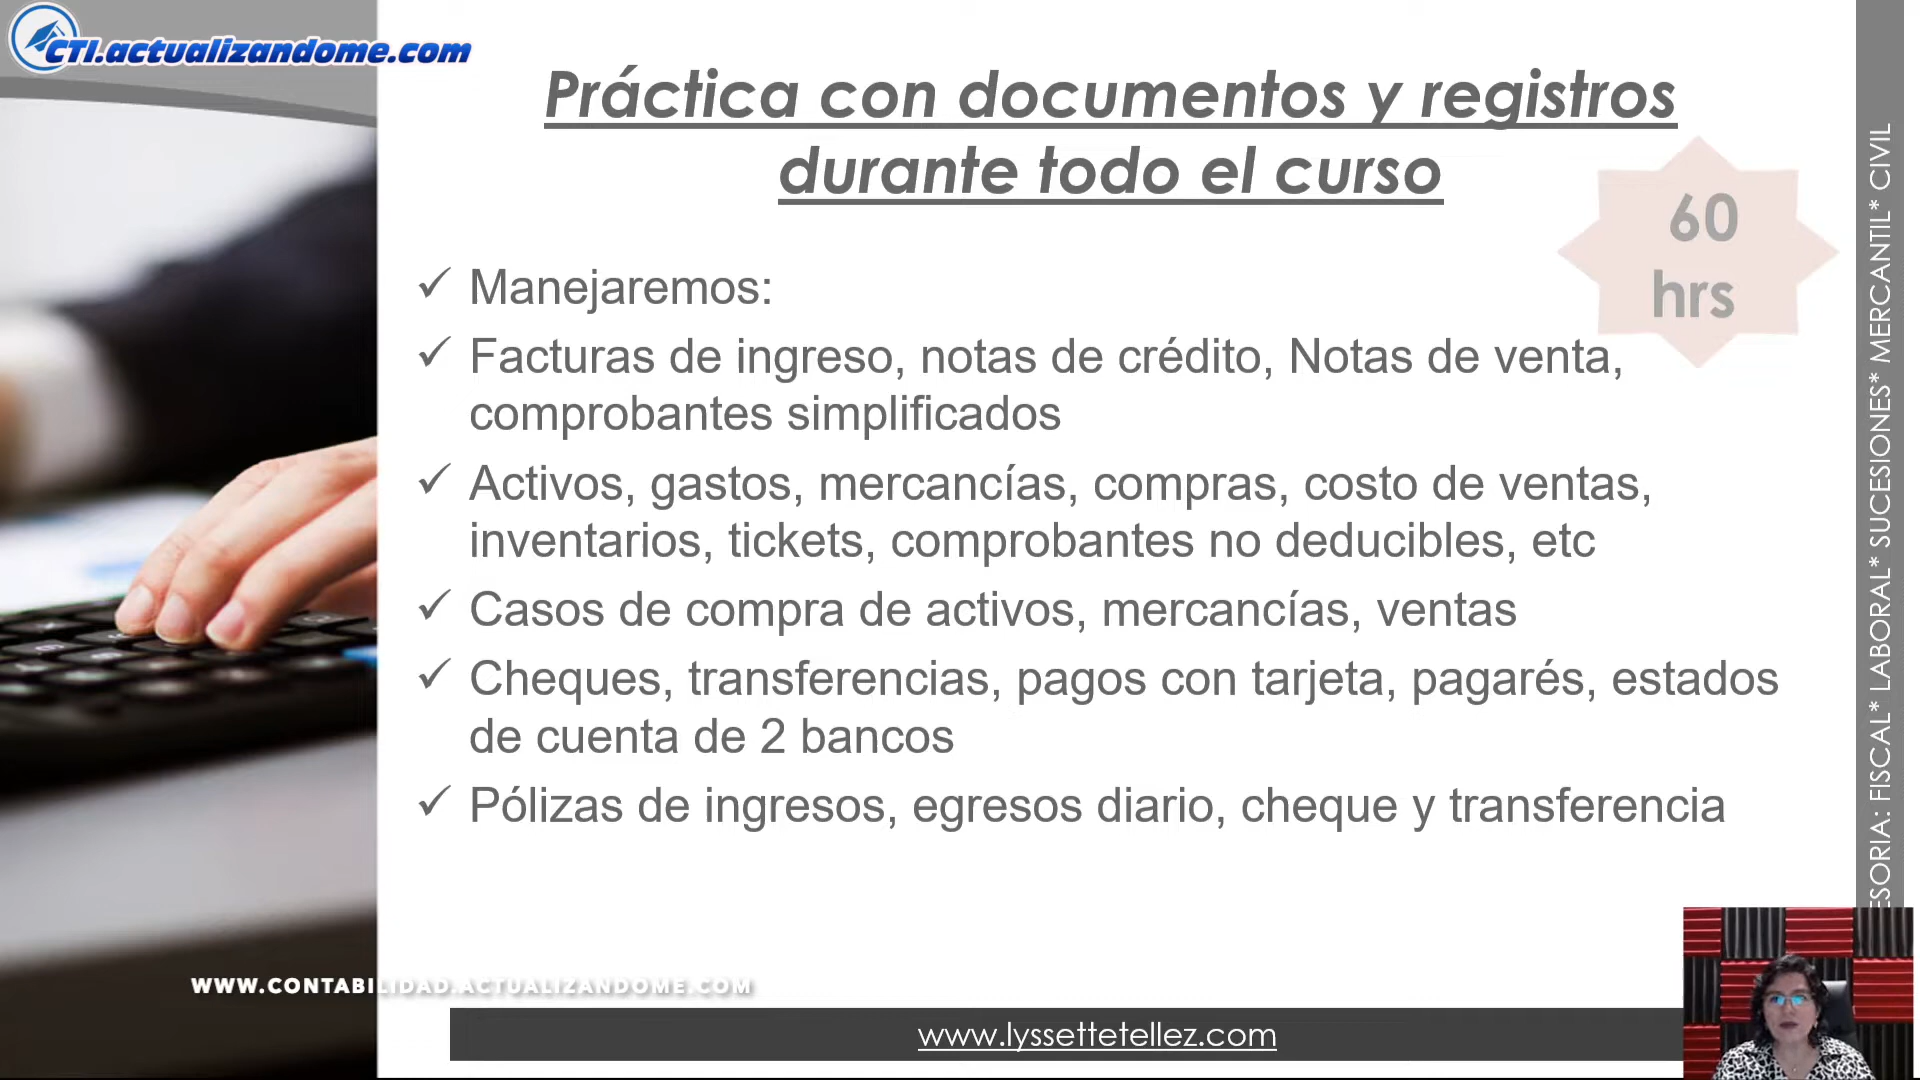 CTI.actualizandome.com
Práctica con documentos y registros
durante todo el curso
60
hrs
Manejaremos:
Facturas de ingreso, notas de crédito, Notas de venta,
comprobantes simplificados
Activos, gastos, mercancías, compras, costo de ventas,
inventarios, tickets, comprobantes no deducibles, etc
Casos de compra de activos, mercancías, ventas
Cheques, transferencias, pagos con tarjeta, pagarés, estados
de cuenta de 2 bancos
Pólizas de ingresos, egresos diario, cheque y transferencia
WWW.CONTABILIDAD.ACTUALIZANDOME.COM
www.lyssettetellez.com
ESORIA: FISCAL* LABORAL* SUCESIONES* MERCANTIL* CIVIL